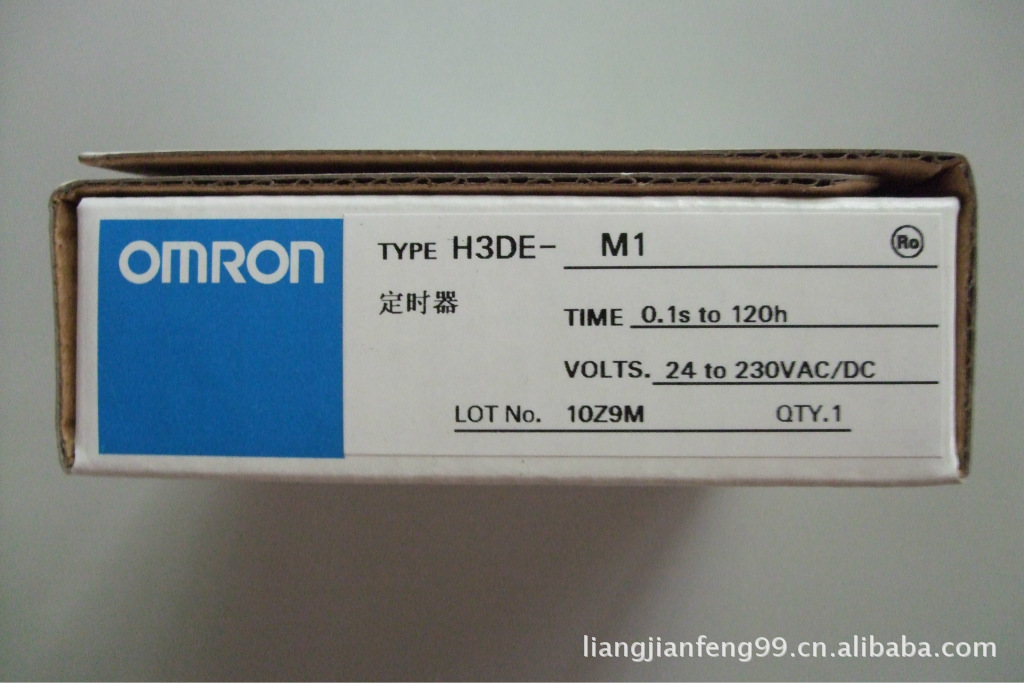 OMRON
TYPE H3DE- M1
Ro
定时器
TIME 0.1s to 120h
VOLTS. 24 to 230VAC/DC
LOT No. 10Z9M QTY.1
liangjianfeng99.cn.alibaba.com